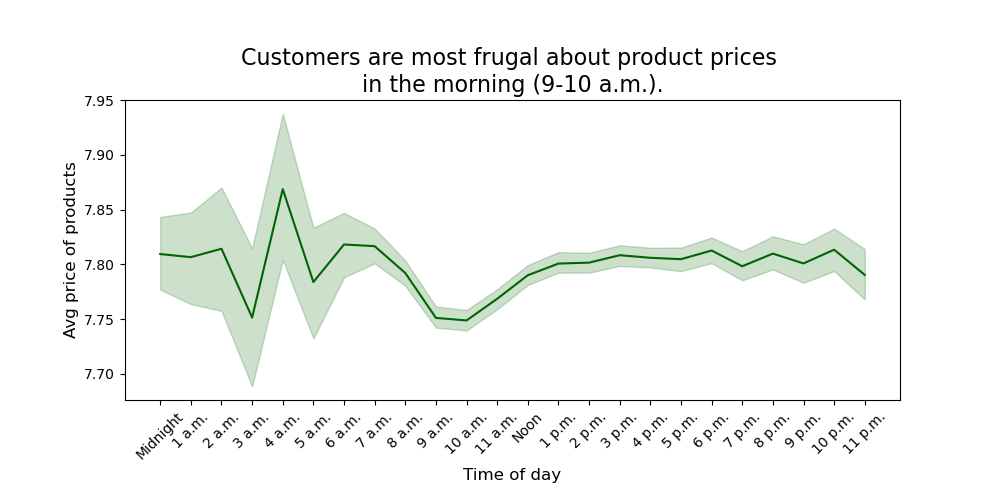 Customers are most frugal about product prices
in the morning (9-10 a.m.).
7.95
7.90
7.85
7.80
7.75
7.70
Avg price of products
Midnight
1 a.m.
2 a.m.
3 a.m.
4 a.m.
5 a.m.
6 a.m.
7 a.m.
8 a.m.
9 a.m.
10 a.m.
11 a.m.
Noon
1 p.m.
2 p.m.
3 p.m.
4 p.m.
5 p.m.
6 p.m.
7 p.m.
8 p.m.
9 p.m.
10 p.m.
11 p.m.
Time of day